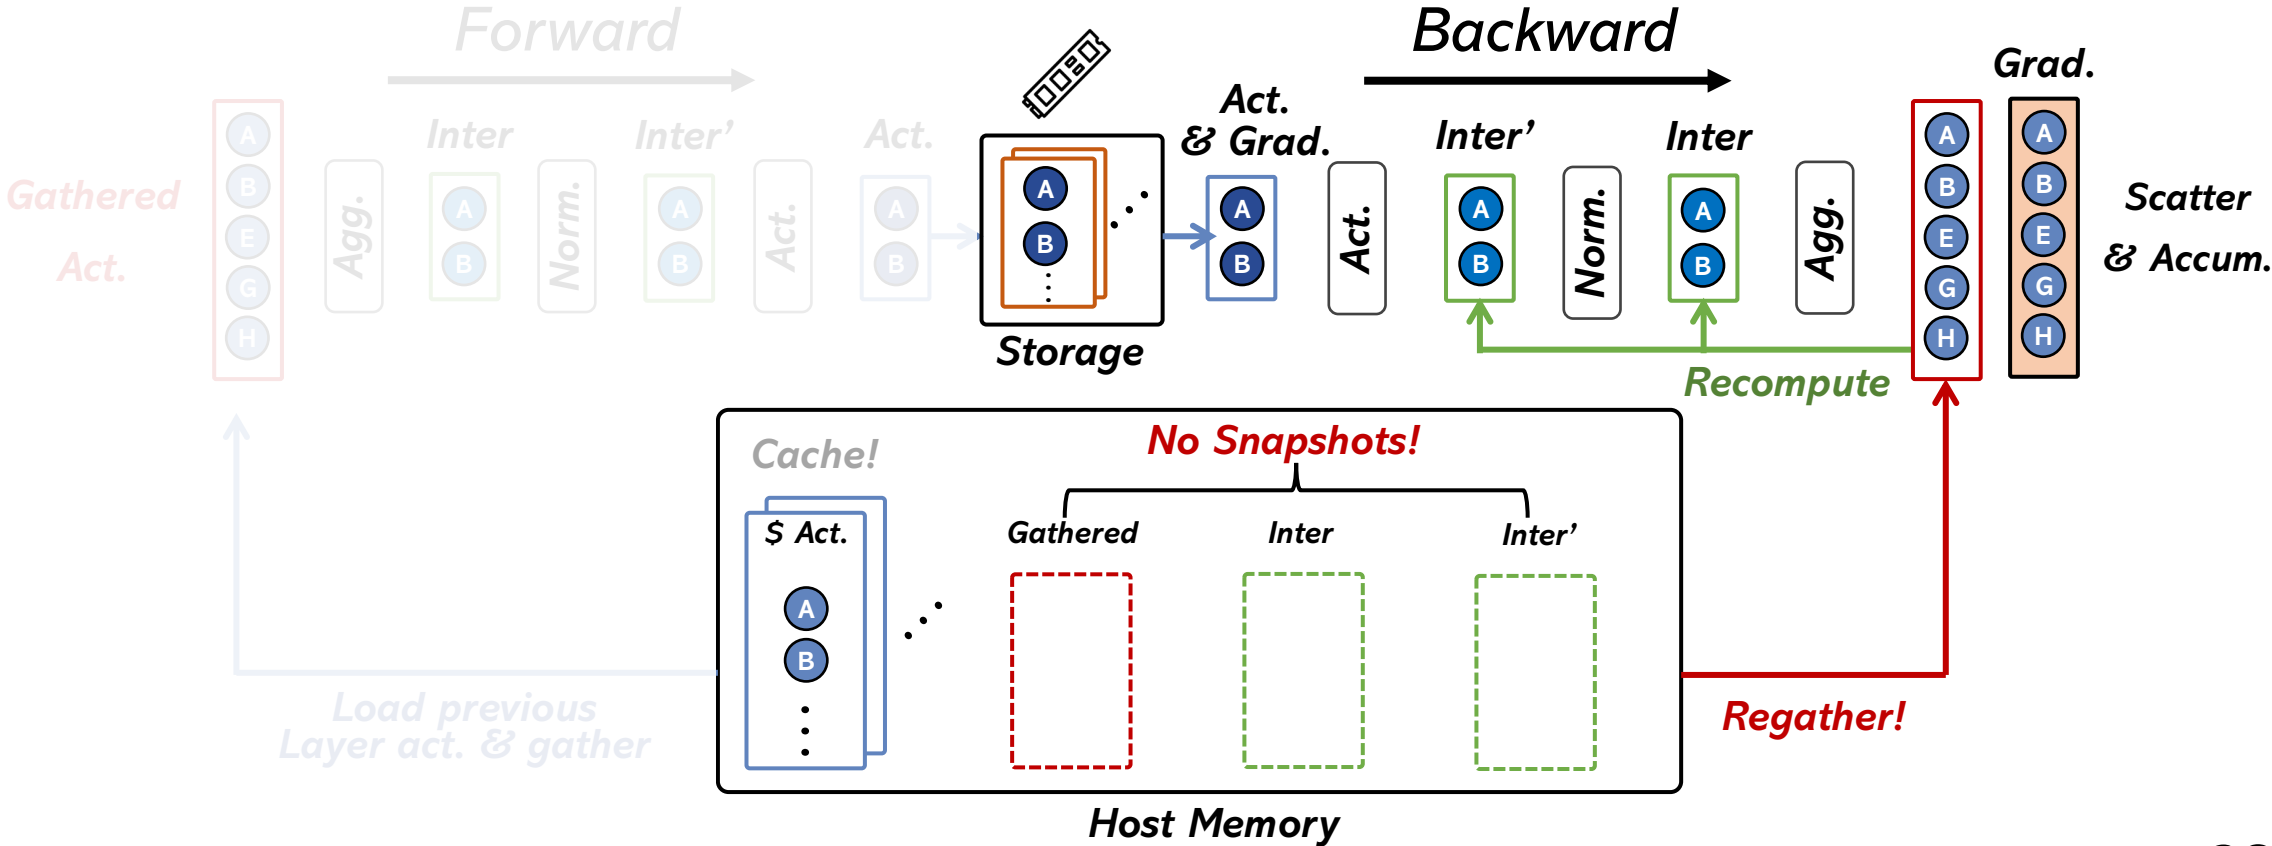 Forward
Backward
Grad.
Act.
& Grad.
Inter
Inter’
Act.
Inter’
Inter
Gathered
Act.
A
B
E
G
H
Agg.
A
B
Norm.
A
B
Act.
A
B
A
B
Storage
A
B
Act.
A
B
Norm.
A
B
Agg.
A
B
E
G
H
A
B
E
G
H
Scatter
& Accum.
Recompute
Cache!
No Snapshots!
$ Act.
Gathered
Inter
Inter’
A
B
Load previous
Layer act. & gather
Regather!
Host Memory